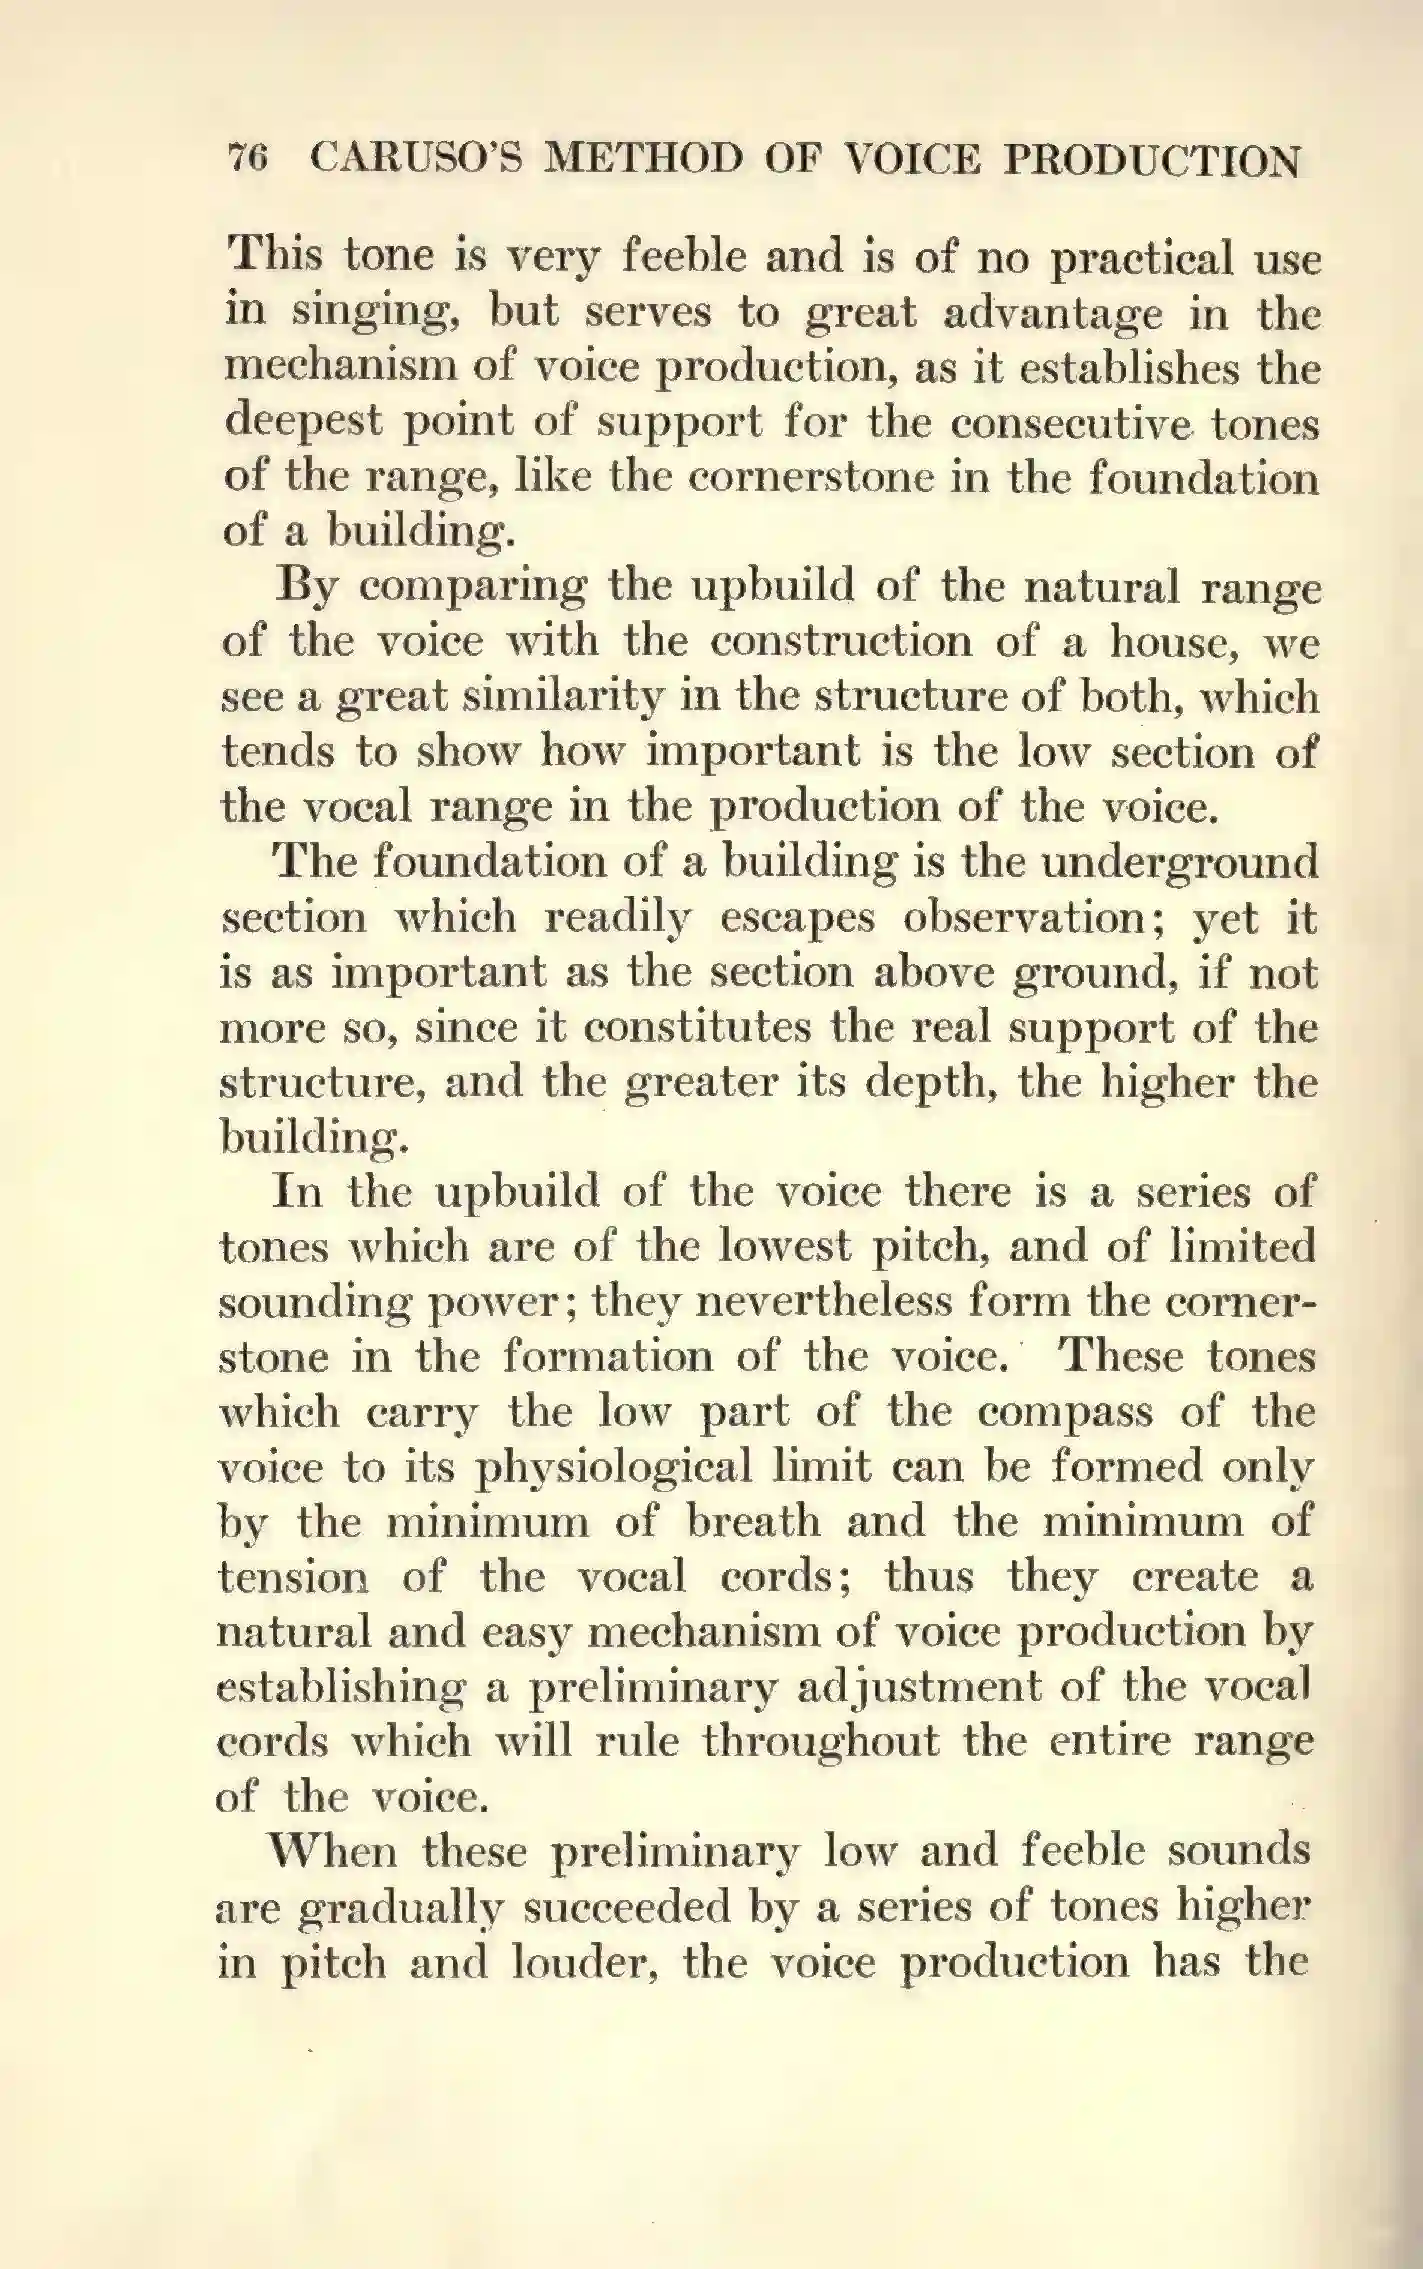 76 CARUSO'S METHOD OF VOICE PRODUCTION
This tone is very feeble and is of no practical use
in singing, but serves to great advantage in the
mechanism of voice production, as it establishes the
deepest point of support for the consecutive tones
of the range, like the cornerstone in the foundation
of a building.
By comparing the upbuild of the natural range
of the voice with the construction of a house, we
see a great similarity in the structure of both, which
tends to show how important is the low section of
the vocal range in the production of the voice.
The foundation of a building is the underground
section which readily escapes observation; yet it
is as important as the section above ground, if not
more so, since it constitutes the real support of the
structure, and the greater its depth, the higher the
building.
In the upbuild of the voice there is a series of
tones which are of the lowest pitch, and of limited
sounding power; they nevertheless form the corner-
stone in the formation of the voice. These tones
which carry the low part of the compass of the
voice to its physiological limit can be formed only
by the minimum of breath and the minimum of
tension of the vocal cords; thus they create a
natural and easy mechanism of voice production by
establishing a preliminary adjustment of the vocal
cords which will rule throughout the entire range
of the voice.
When these preliminary low and feeble sounds
are gradually succeeded by a series of tones higher
in pitch and louder, the voice production has the